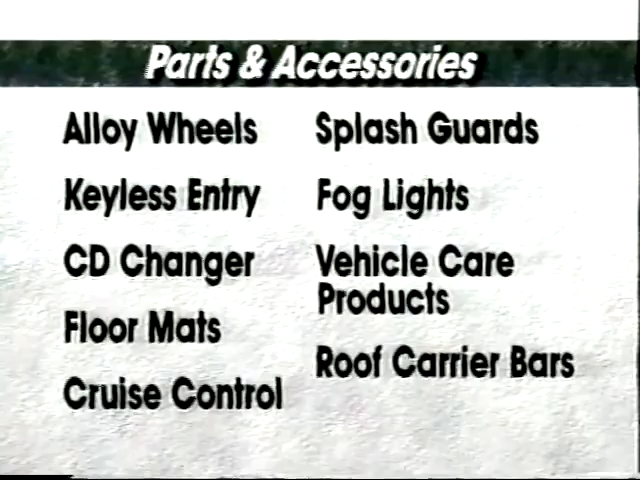 Parts & Accessories
Alloy Wheels
Keyless Entry
CD Changer
Floor Mats
Cruise Control
Splash Guards
Fog Lights
Vehicle Care
Products
Roof Carrier Bars